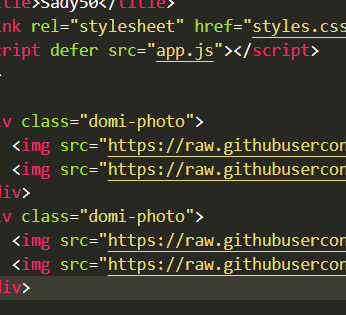 itle>Sady50</title>
ink rel="stylesheet" href="styles.css
cript defer src="app.js"></script>
iv class="domi-photo">
<img src="https://raw.githubusercon
<img src="https://raw.githubusercon
div>
iv class="domi-photo">
<img src="https://raw.githubusercon
<img src="https://raw.githubusercon
div>